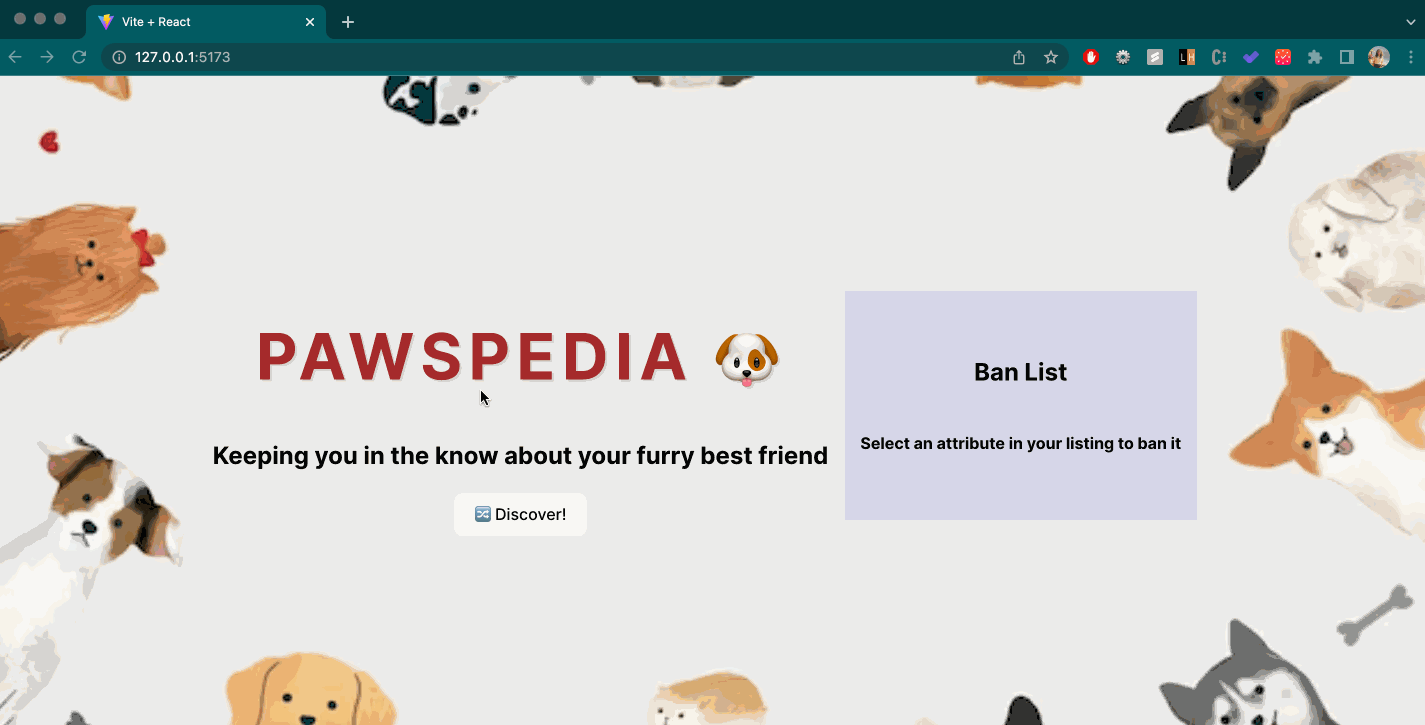 Vite + React
127.0.0.1:5173
PAWSPEDIA 🐶
Keeping you in the know about your furry best friend
🔀 Discover!
Ban List
Select an attribute in your listing to ban it